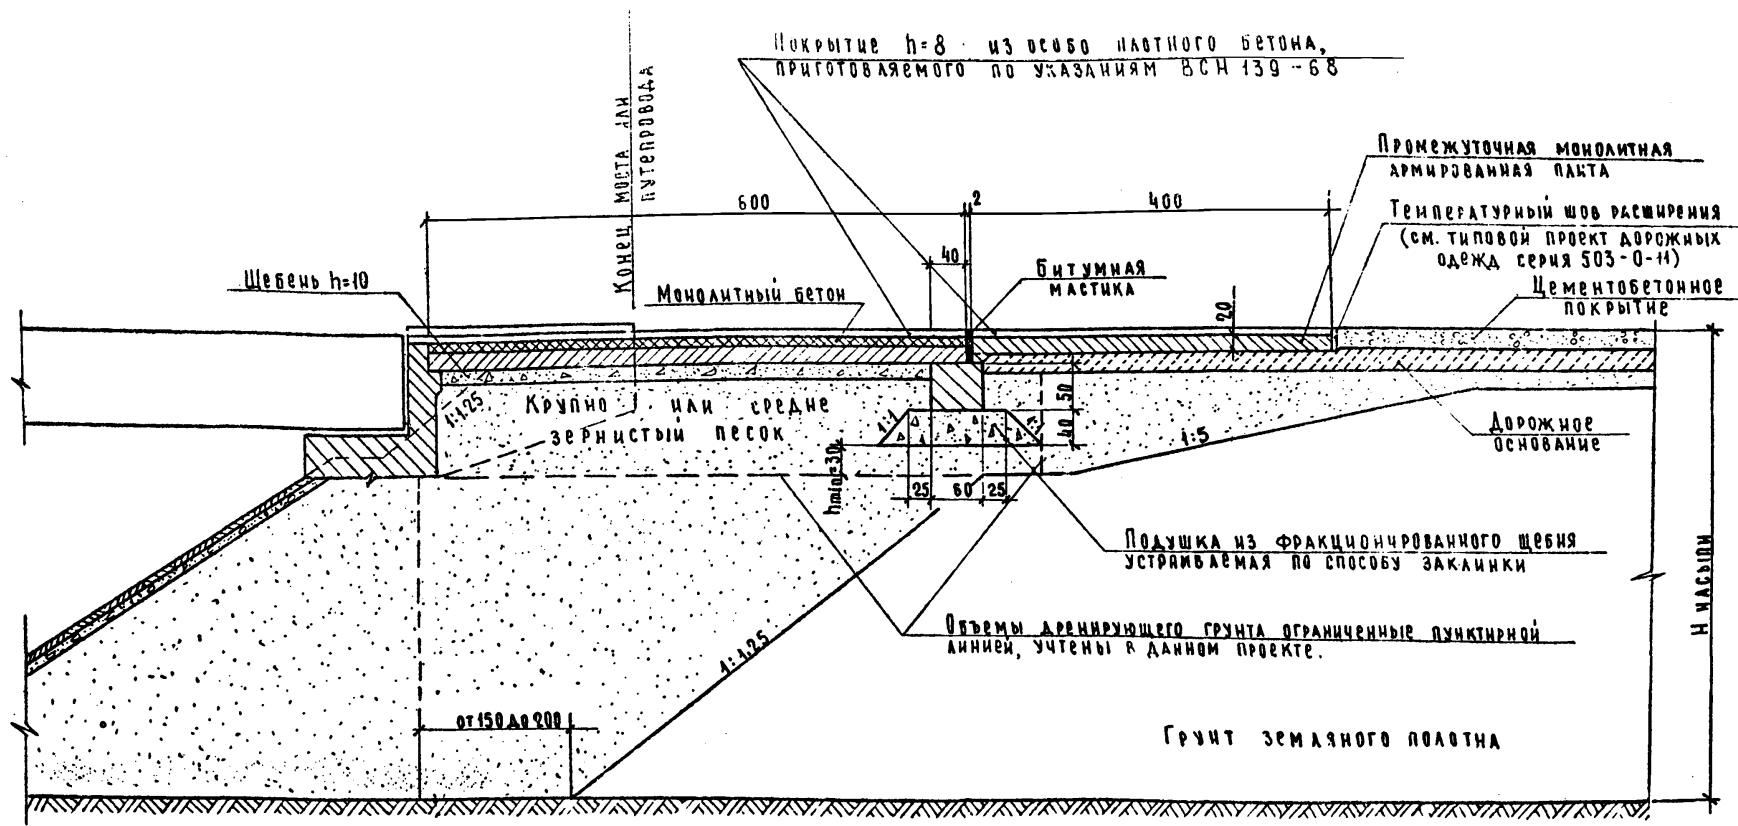 Покрытие h=8 из особо плотного бетона,
приготовляемого по указаниям ВСН 139-68
Конец моста или
путепровода
Промежуточная монолитная
армированная плита
600
2
400
Температурный шов расширения
(см. типовой проект дорожных
одежд серия 503-0-11)
40
Щебень h=10
Монолитный бетон
Битумная
мастика
20
Цементобетонное
покрытие
1:1,25
Крупно или средне
зернистый песок
1:1
1:1
50
40
1:5
Дорожное
основание
hmin=30
25
60
25
Подушка из фракционированного щебня
устраиваемая по способу заклинки
Объемы дренирующего грунта ограниченные пунктирной
линией, учтены в данном проекте.
1:1,25
H насыпи
от 150 до 200
Грунт земляного полотна